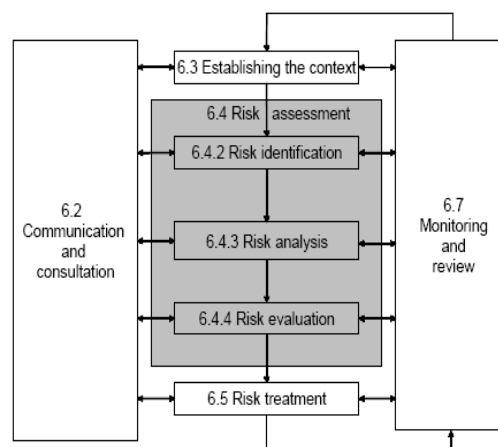 6.3 Establishing the context
6.4 Risk assessment
6.4.2 Risk identification
6.2
Communication
and
consultation
6.7
Monitoring
and
review
6.4.3 Risk analysis
6.4.4 Risk evaluation
6.5 Risk treatment